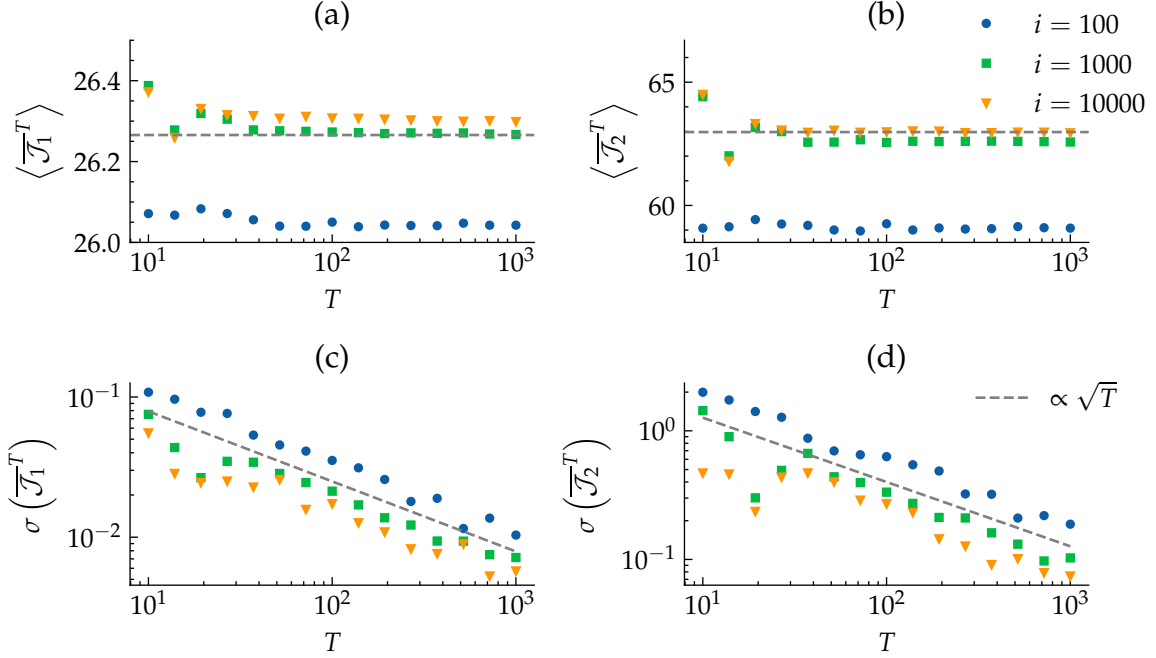 (a)
26.4
26.2
26.0
⟨𝒥̅₁ᵀ⟩
10¹ 10² 10³
T
(b)
65
60
⟨𝒥̅₂ᵀ⟩
10¹ 10² 10³
T
i = 100
i = 1000
i = 10000
(c)
10⁻¹
10⁻²
σ (𝒥̅₁ᵀ)
10¹ 10² 10³
T
(d)
10⁰
10⁻¹
σ (𝒥̅₂ᵀ)
10¹ 10² 10³
T
∝ √T